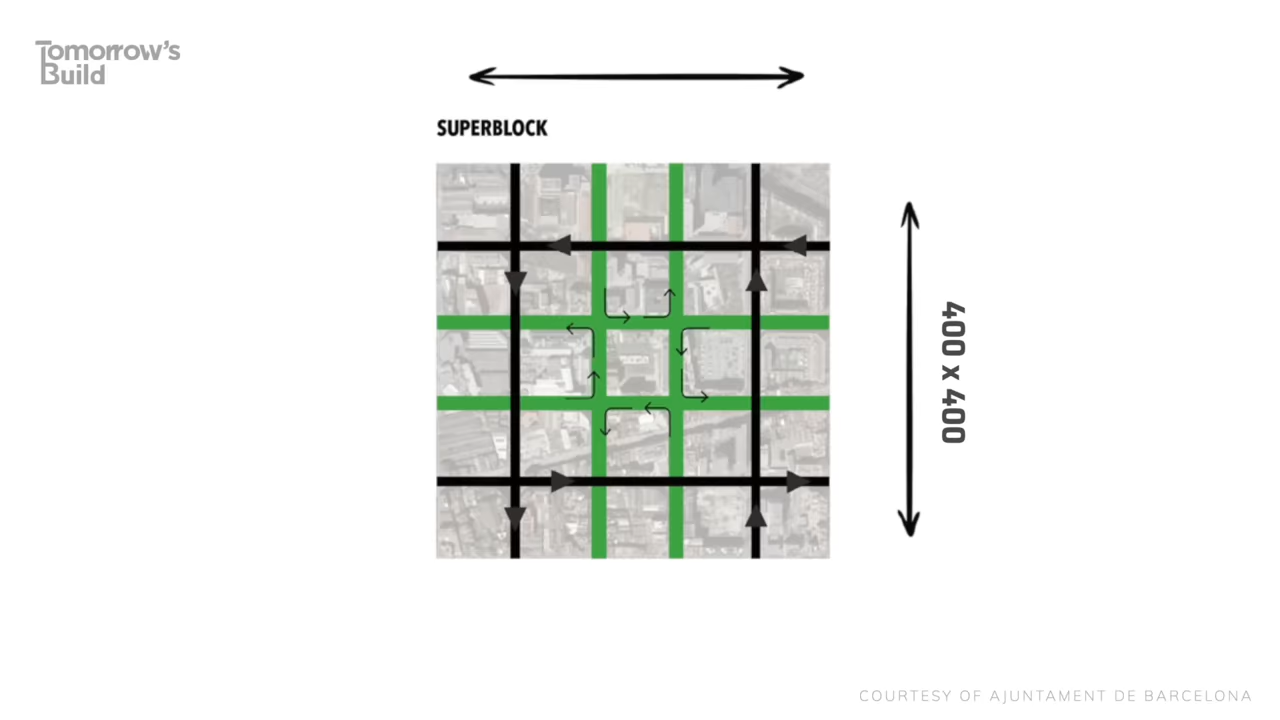 Tomorrow's
Build
SUPERBLOCK
400 x 400
COURTESY OF AJUNTAMENT DE BARCELONA